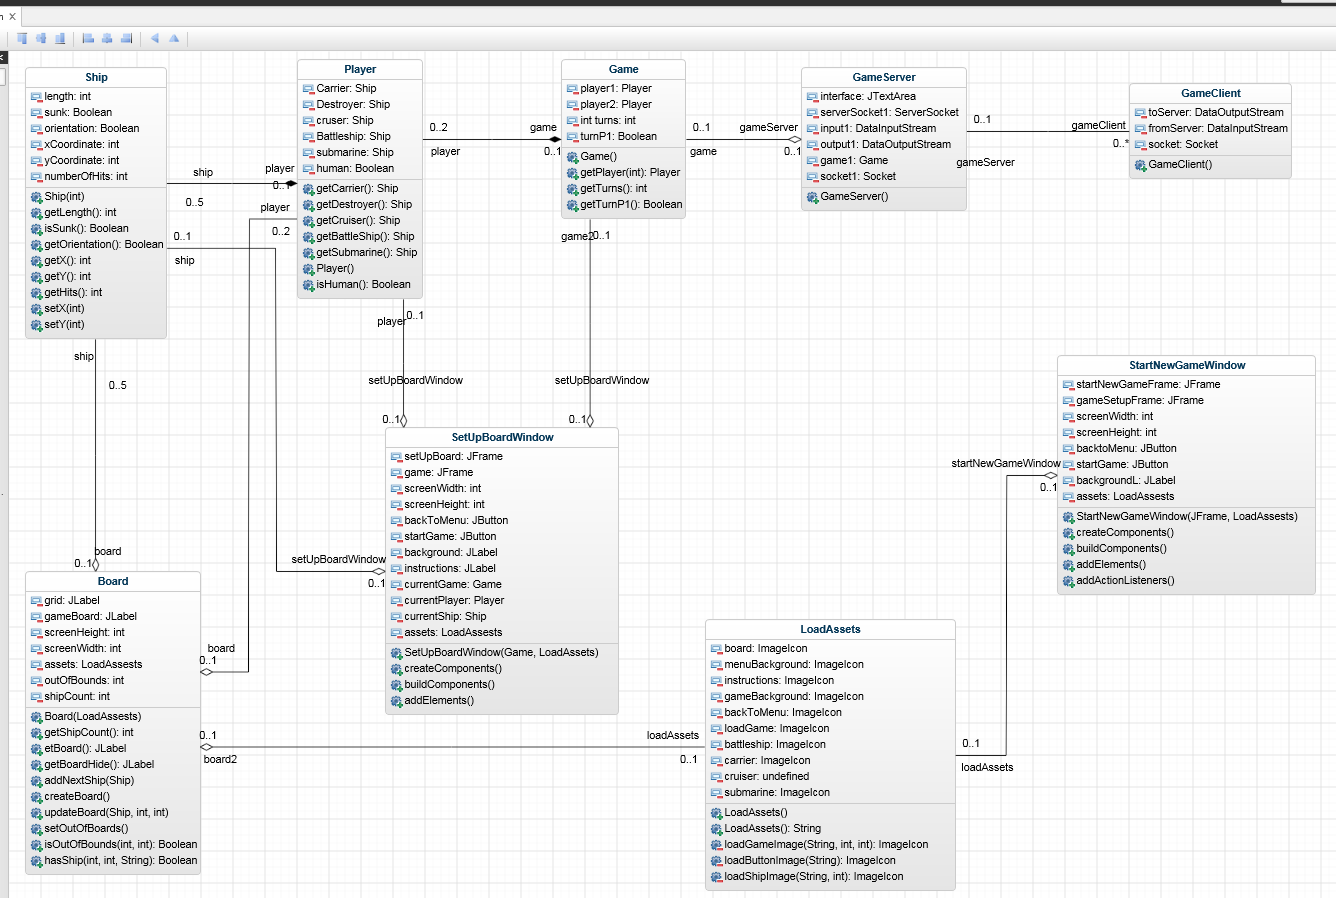 Ship
length: int
sunk: Boolean
orientation: Boolean
xCoordinate: int
yCoordinate: int
numberOfHits: int
Ship(int)
getLength(): int
isSunk(): Boolean
getOrientation(): Boolean
getX(): int
getY(): int
getHits(): int
setX(int)
setY(int)
ship
0..5
player
0..1
player
0..2
0..1
ship
Player
Carrier: Ship
Destroyer: Ship
cruser: Ship
Battleship: Ship
submarine: Ship
human: Boolean
getCarrier(): Ship
getDestroyer(): Ship
getCruiser(): Ship
getBattleShip(): Ship
getSubmarine(): Ship
Player()
isHuman(): Boolean
0..2
player
game
0..1
Game
player1: Player
player2: Player
int turns: int
turnP1: Boolean
Game()
getPlayer(int): Player
getTurns(): int
getTurnP1(): Boolean
0..1
game
gameServer
0..1
GameServer
interface: JTextArea
serverSocket1: ServerSocket
input1: DataInputStream
output1: DataOutputStream
game1: Game
socket1: Socket
GameServer()
0..1
gameServer
gameClient
0..*
GameClient
toServer: DataOutputStream
fromServer: DataInputStream
socket: Socket
GameClient()
game2
0..1
player
0..1
setUpBoardWindow
0..1
setUpBoardWindow
0..1
ship
0..5
board
0..1
StartNewGameWindow
startNewGameFrame: JFrame
gameSetupFrame: JFrame
screenWidth: int
screenHeight: int
backtoMenu: JButton
startGame: JButton
backgroundL: JLabel
assets: LoadAssests
StartNewGameWindow(JFrame, LoadAssests)
createComponents()
buildComponents()
addElements()
addActionListeners()
startNewGameWindow
0..1
SetUpBoardWindow
setUpBoard: JFrame
game: JFrame
screenWidth: int
screenHeight: int
backToMenu: JButton
startGame: JButton
background: JLabel
instructions: JLabel
currentGame: Game
currentPlayer: Player
currentShip: Ship
assets: LoadAssests
SetUpBoardWindow(Game, LoadAssets)
createComponents()
buildComponents()
addElements()
setUpBoardWindow
0..1
Board
grid: JLabel
gameBoard: JLabel
screenHeight: int
screenWidth: int
assets: LoadAssests
outOfBounds: int
shipCount: int
Board(LoadAssests)
getShipCount(): int
etBoard(): JLabel
getBoardHide(): JLabel
addNextShip(Ship)
createBoard()
updateBoard(Ship, int, int)
setOutOfBoards()
isOutOfBounds(int, int): Boolean
hasShip(int, int, String): Boolean
board
0..1
0..1
board2
loadAssets
0..1
LoadAssets
board: ImageIcon
menuBackground: ImageIcon
instructions: ImageIcon
gameBackground: ImageIcon
backToMenu: ImageIcon
loadGame: ImageIcon
battleship: ImageIcon
carrier: ImageIcon
cruiser: undefined
submarine: ImageIcon
LoadAssets()
LoadAssets(): String
loadGameImage(String, int, int): ImageIcon
loadButtonImage(String): ImageIcon
loadShipImage(String, int): ImageIcon
0..1
loadAssets